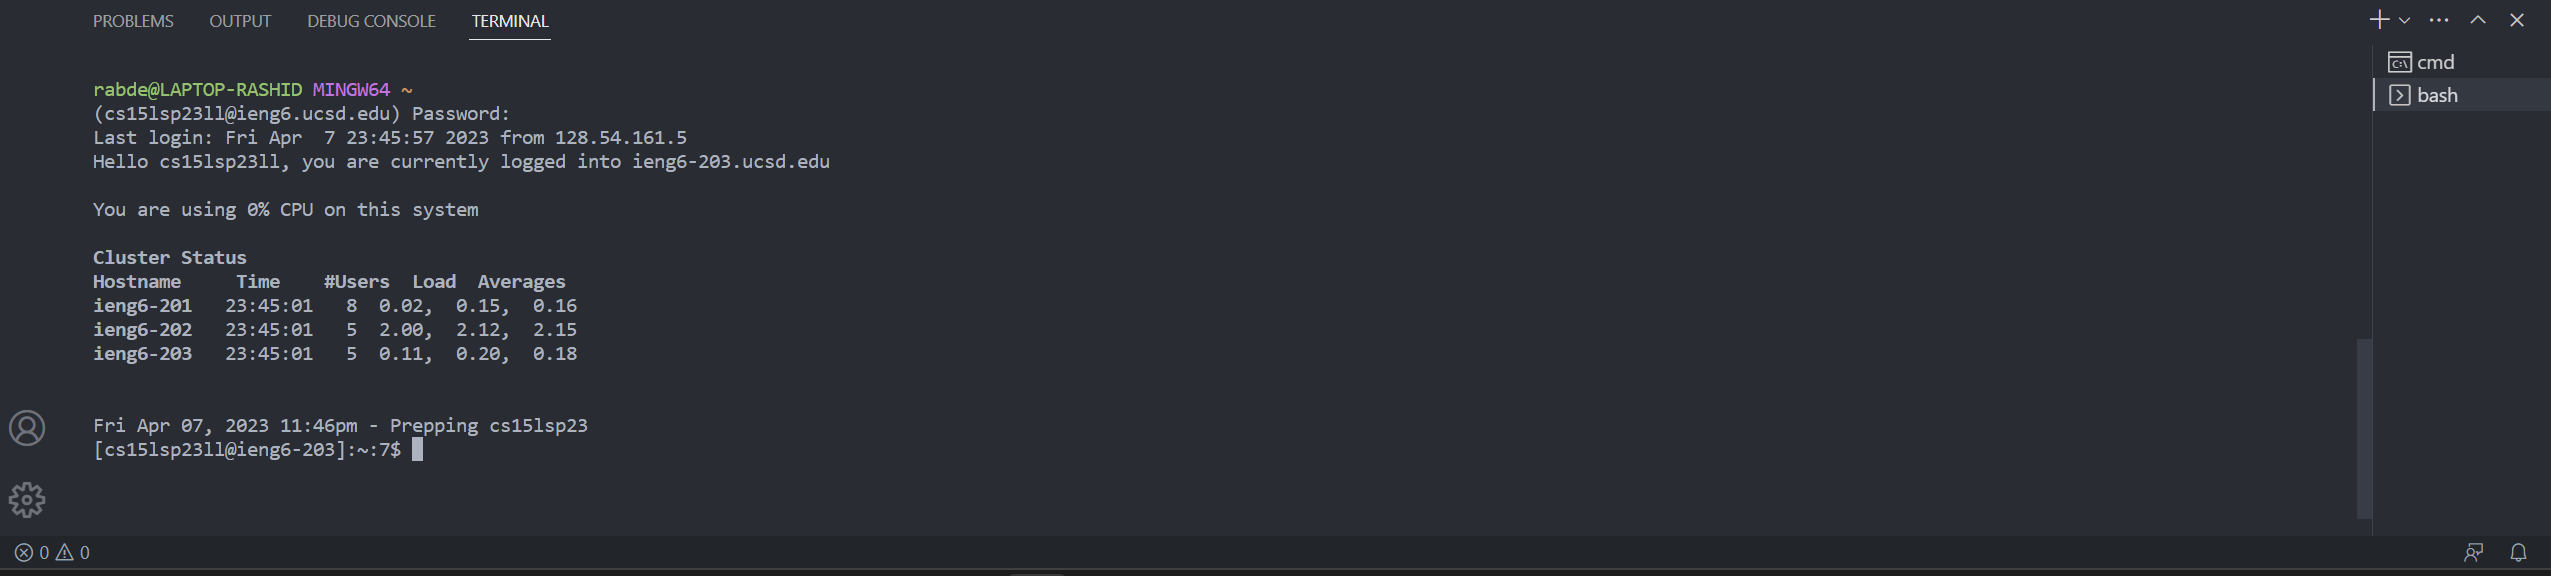 PROBLEMS OUTPUT DEBUG CONSOLE TERMINAL
cmd
bash
rabde@LAPTOP-RASHID MINGW64 ~
(cs15lsp23ll@ieng6.ucsd.edu) Password:
Last login: Fri Apr  7 23:45:57 2023 from 128.54.161.5
Hello cs15lsp23ll, you are currently logged into ieng6-203.ucsd.edu
You are using 0% CPU on this system
Cluster Status
Hostname     Time    #Users  Load  Averages
ieng6-201   23:45:01   8  0.02,  0.15,  0.16
ieng6-202   23:45:01   5  2.00,  2.12,  2.15
ieng6-203   23:45:01   5  0.11,  0.20,  0.18
Fri Apr 07, 2023 11:46pm - Prepping cs15lsp23
[cs15lsp23ll@ieng6-203]:~:7$
0 0